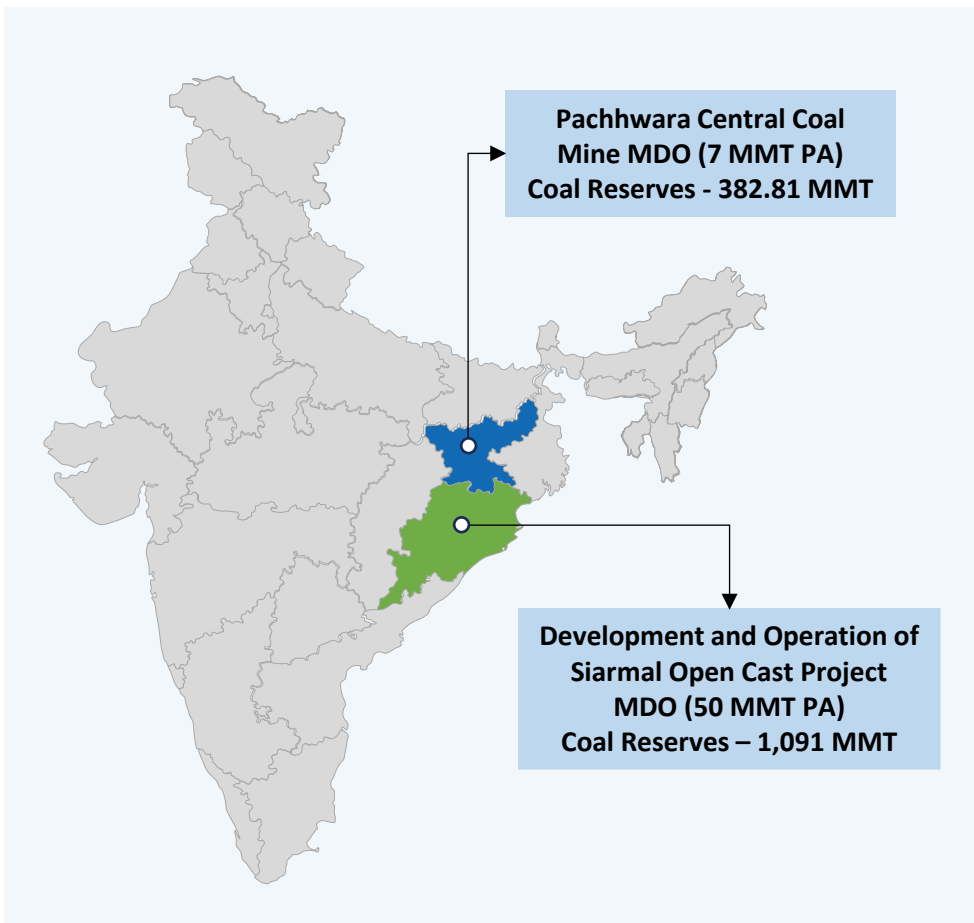 Pachhwara Central Coal
Mine MDO (7 MMT PA)
Coal Reserves - 382.81 MMT
Development and Operation of
Siarmal Open Cast Project
MDO (50 MMT PA)
Coal Reserves – 1,091 MMT